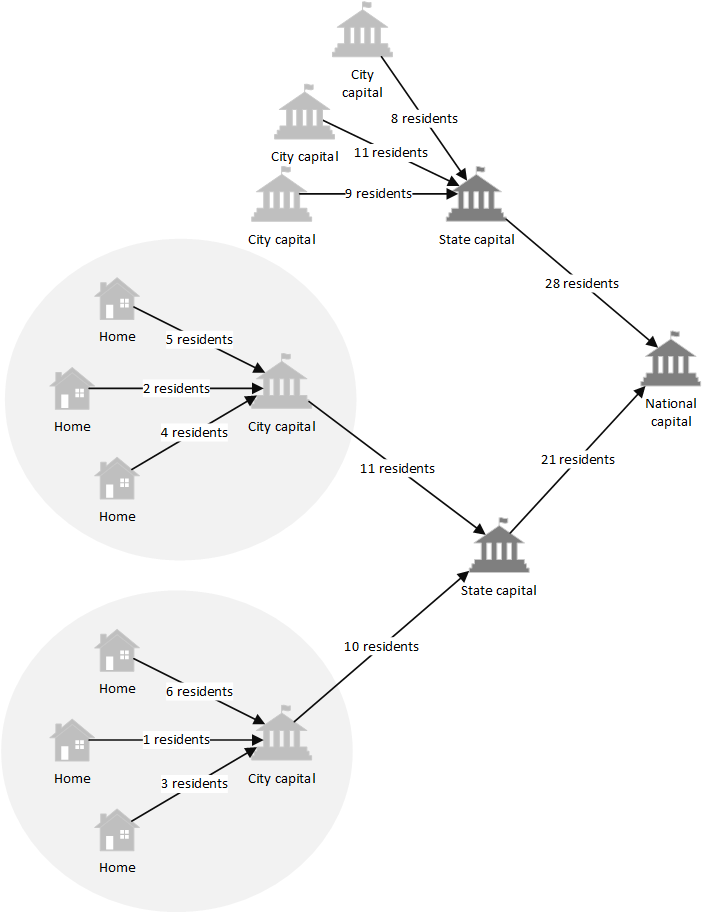 City
capital
8 residents
City capital
11 residents
City capital
9 residents
State capital
28 residents
Home
5 residents
Home
2 residents
Home
4 residents
City capital
11 residents
National
capital
21 residents
State capital
10 residents
Home
6 residents
Home
1 residents
Home
3 residents
City capital